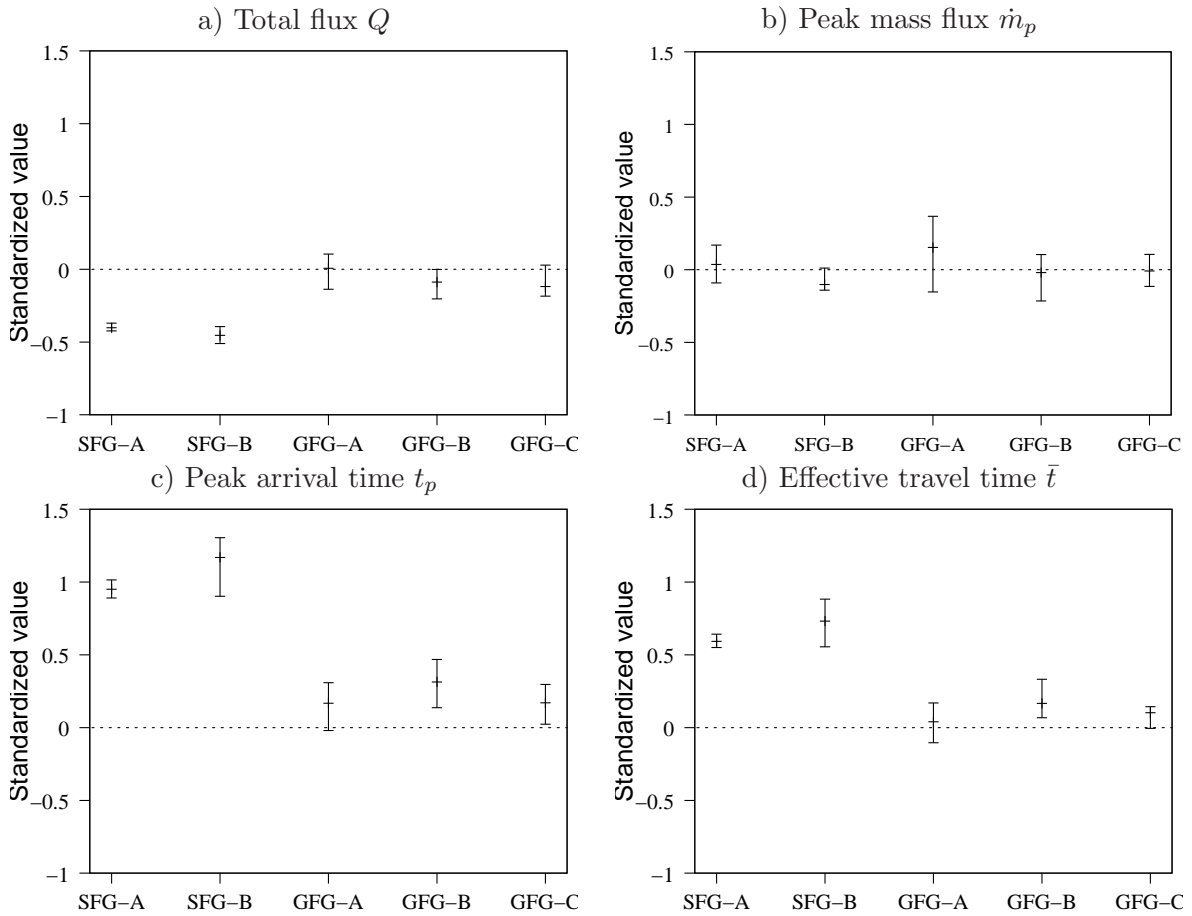 a) Total flux Q
1.5
1
0.5
0
−0.5
−1
Standardized value
SFG−A SFG−B GFG−A GFG−B GFG−C
b) Peak mass flux ṁp
1.5
1
0.5
0
−0.5
−1
Standardized value
SFG−A SFG−B GFG−A GFG−B GFG−C
c) Peak arrival time tp
1.5
1
0.5
0
−0.5
−1
Standardized value
SFG−A SFG−B GFG−A GFG−B GFG−C
d) Effective travel time t̄
1.5
1
0.5
0
−0.5
−1
Standardized value
SFG−A SFG−B GFG−A GFG−B GFG−C